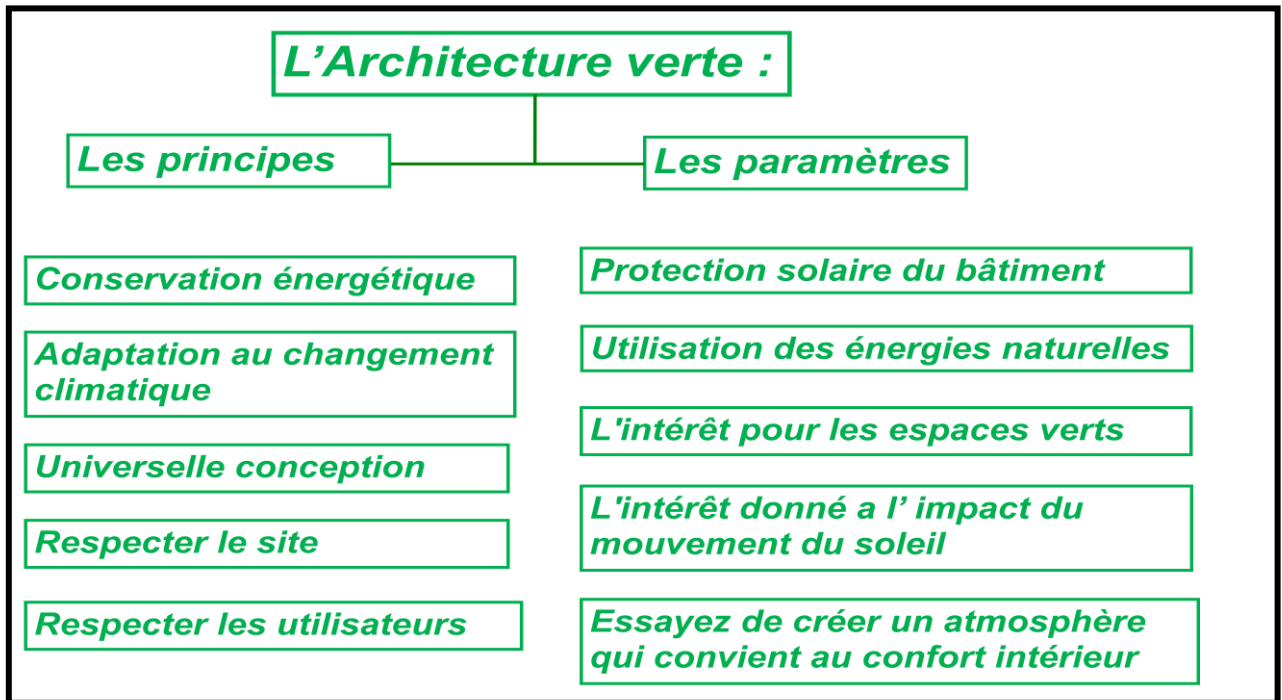 L’Architecture verte :
Les principes
Les paramètres
Conservation énergétique
Adaptation au changement
climatique
Universelle conception
Respecter le site
Respecter les utilisateurs
Protection solaire du bâtiment
Utilisation des énergies naturelles
L'intérêt pour les espaces verts
L'intérêt donné a l’ impact du
mouvement du soleil
Essayez de créer un atmosphère
qui convient au confort intérieur